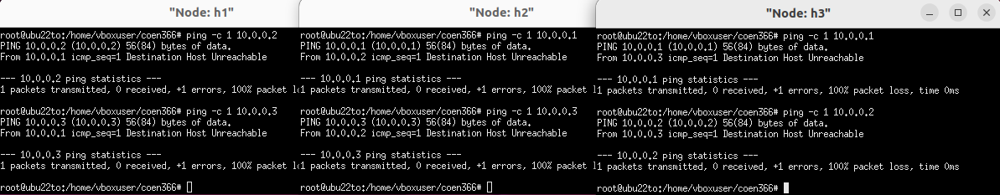 "Node: h1"
root@ubu22to:/home/vboxuser/coen366# ping -c 1 10.0.0.2
PING 10.0.0.2 (10.0.0.2) 56(84) bytes of data.
From 10.0.0.1 icmp_seq=1 Destination Host Unreachable
--- 10.0.0.2 ping statistics ---
1 packets transmitted, 0 received, +1 errors, 100% packet lo
root@ubu22to:/home/vboxuser/coen366# ping -c 1 10.0.0.3
PING 10.0.0.3 (10.0.0.3) 56(84) bytes of data.
From 10.0.0.1 icmp_seq=1 Destination Host Unreachable
--- 10.0.0.3 ping statistics ---
1 packets transmitted, 0 received, +1 errors, 100% packet lo
root@ubu22to:/home/vboxuser/coen366#
"Node: h2"
root@ubu22to:/home/vboxuser/coen366# ping -c 1 10.0.0.1
PING 10.0.0.1 (10.0.0.1) 56(84) bytes of data.
From 10.0.0.2 icmp_seq=1 Destination Host Unreachable
--- 10.0.0.1 ping statistics ---
1 packets transmitted, 0 received, +1 errors, 100% packet l
root@ubu22to:/home/vboxuser/coen366# ping -c 1 10.0.0.3
PING 10.0.0.3 (10.0.0.3) 56(84) bytes of data.
From 10.0.0.2 icmp_seq=1 Destination Host Unreachable
--- 10.0.0.3 ping statistics ---
1 packets transmitted, 0 received, +1 errors, 100% packet l
root@ubu22to:/home/vboxuser/coen366#
"Node: h3"
root@ubu22to:/home/vboxuser/coen366# ping -c 1 10.0.0.1
PING 10.0.0.1 (10.0.0.1) 56(84) bytes of data.
From 10.0.0.3 icmp_seq=1 Destination Host Unreachable
--- 10.0.0.1 ping statistics ---
1 packets transmitted, 0 received, +1 errors, 100% packet loss, time 0ms
root@ubu22to:/home/vboxuser/coen366# ping -c 1 10.0.0.2
PING 10.0.0.2 (10.0.0.2) 56(84) bytes of data.
From 10.0.0.3 icmp_seq=1 Destination Host Unreachable
--- 10.0.0.2 ping statistics ---
1 packets transmitted, 0 received, +1 errors, 100% packet loss, time 0ms
root@ubu22to:/home/vboxuser/coen366#